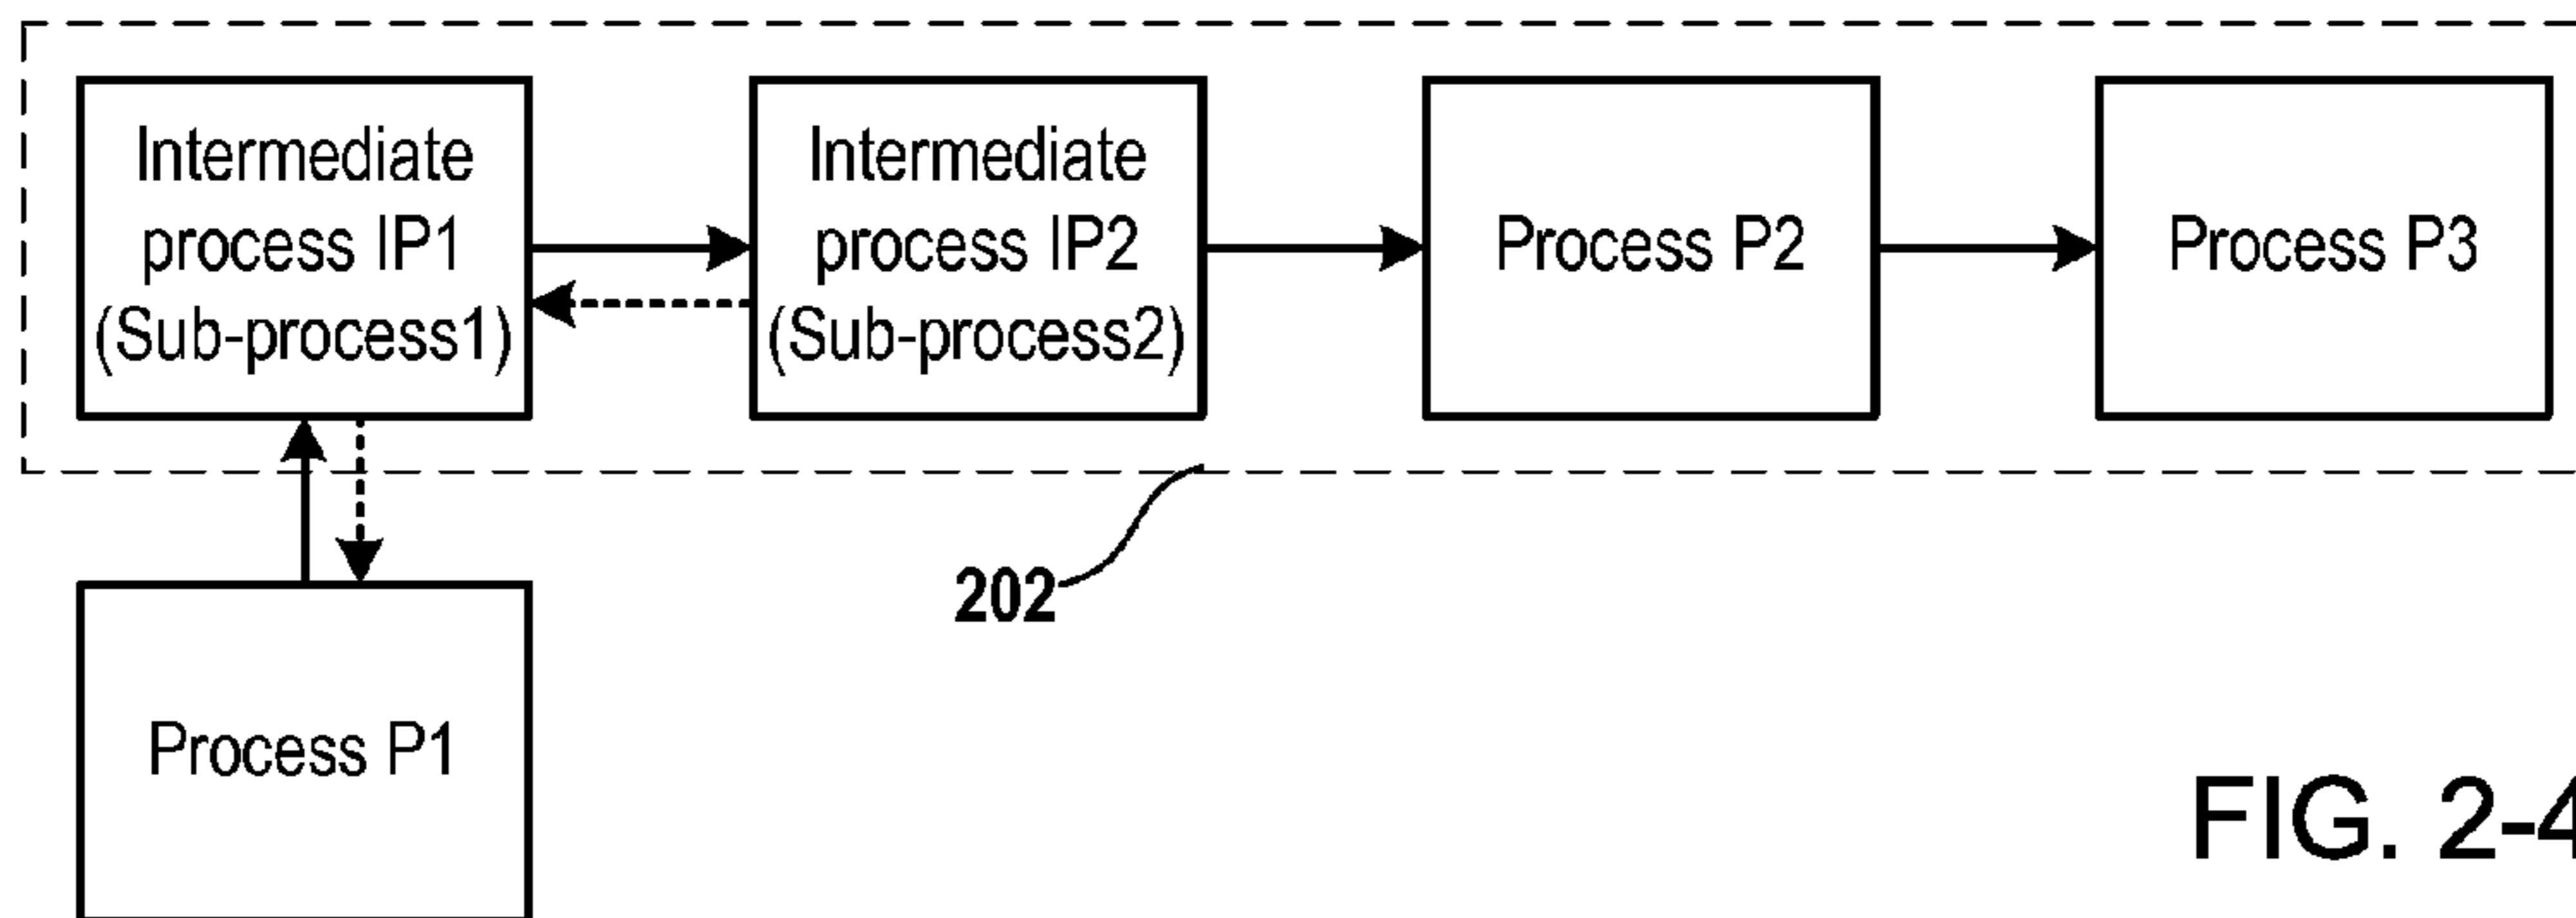 Intermediate
process IP1
(Sub-process1)
Intermediate
process IP2
(Sub-process2)
Process P2
Process P3
202
Process P1
FIG. 2-4